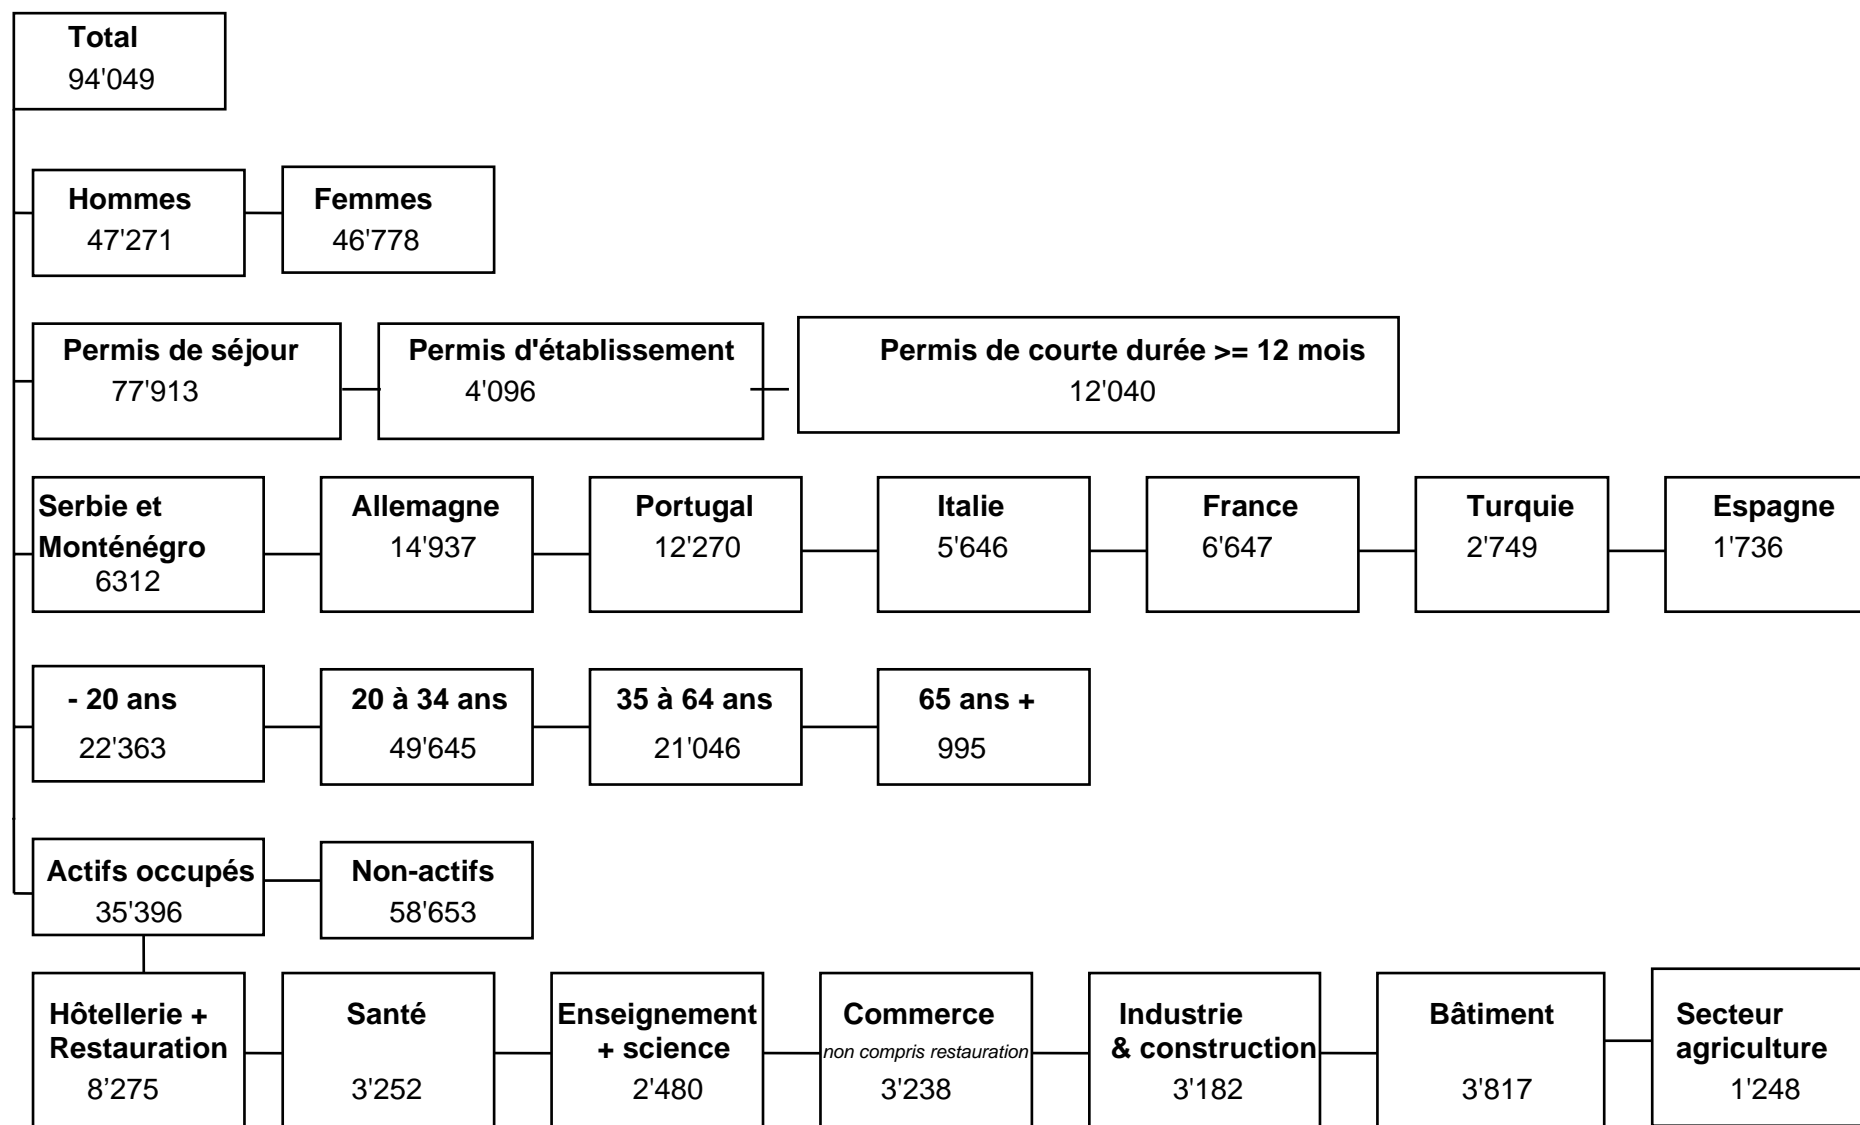 Total
94'049
Hommes
47'271
Femmes
46'778
Permis de séjour
77'913
Permis d'établissement
4'096
Permis de courte durée >= 12 mois
12'040
Serbie et
Monténégro
6312
Allemagne
14'937
Portugal
12'270
Italie
5'646
France
6'647
Turquie
2'749
Espagne
1'736
- 20 ans
22'363
20 à 34 ans
49'645
35 à 64 ans
21'046
65 ans +
995
Actifs occupés
35'396
Non-actifs
58'653
Hôtellerie +
Restauration
8’275
Santé
3'252
Enseignement
+ science
2'480
Commerce
non compris restauration
3'238
Industrie
& construction
3'182
Bâtiment
3'817
Secteur
agriculture
1'248